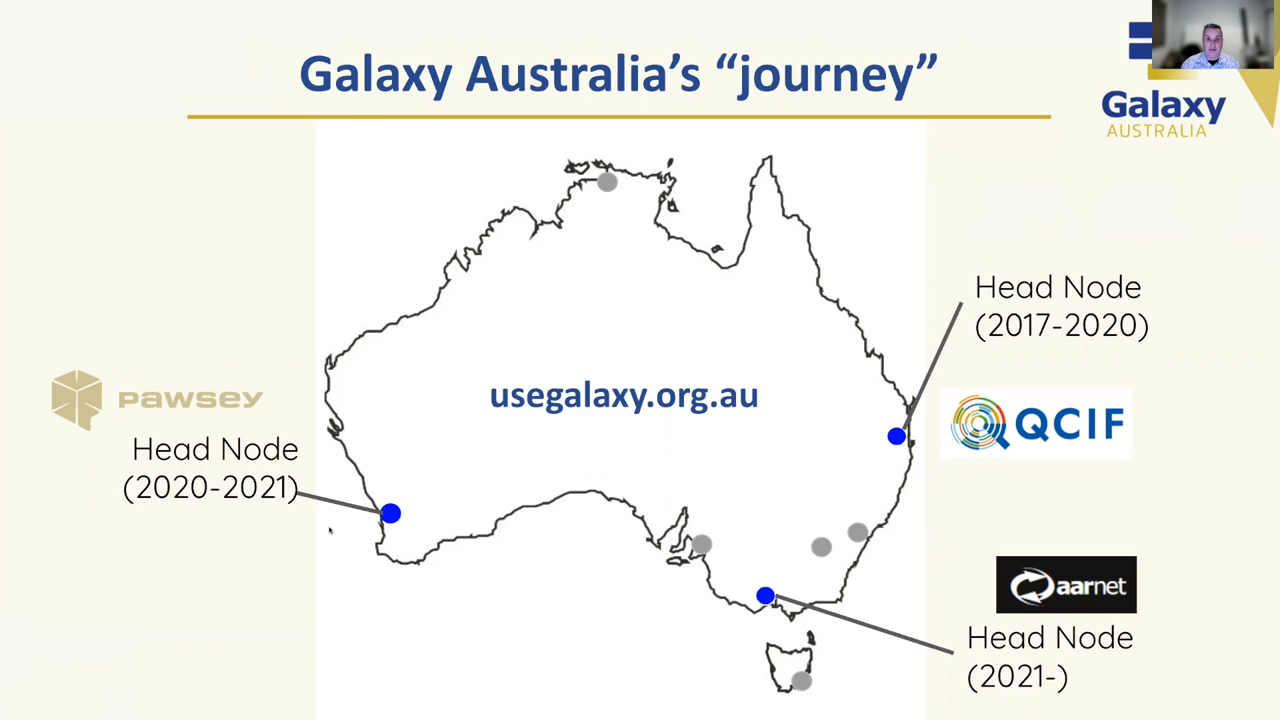 Galaxy Australia’s “journey”
Galaxy
AUSTRALIA
Head Node
(2017-2020)
usegalaxy.org.au
PAWSEY
QCIF
Head Node
(2020-2021)
aarnet
Head Node
(2021-)